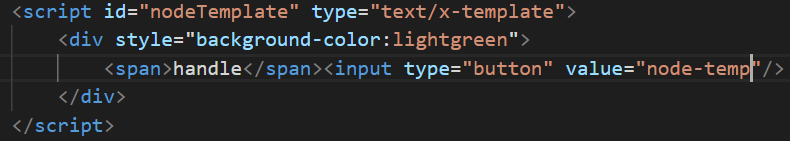 <script id="nodeTemplate" type="text/x-template">
<div style="background-color:lightgreen">
<span>handle</span><input type="button" value="node-temp"/>
</div>
</script>